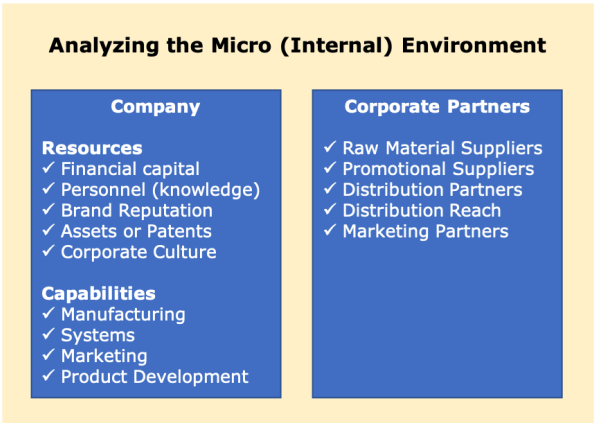 Analyzing the Micro (Internal) Environment
Company
Resources
✓ Financial capital
✓ Personnel (knowledge)
✓ Brand Reputation
✓ Assets or Patents
✓ Corporate Culture
Capabilities
✓ Manufacturing
✓ Systems
✓ Marketing
✓ Product Development
Corporate Partners
✓ Raw Material Suppliers
✓ Promotional Suppliers
✓ Distribution Partners
✓ Distribution Reach
✓ Marketing Partners